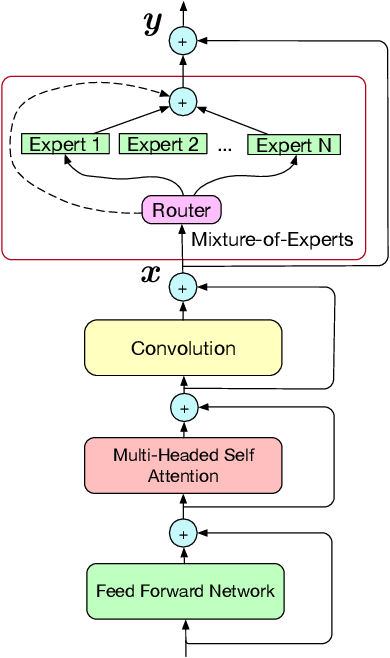 y
+
+
Expert 1 Expert 2 ... Expert N
Router
Mixture-of-Experts
x
+
Convolution
+
Multi-Headed Self
Attention
+
Feed Forward Network